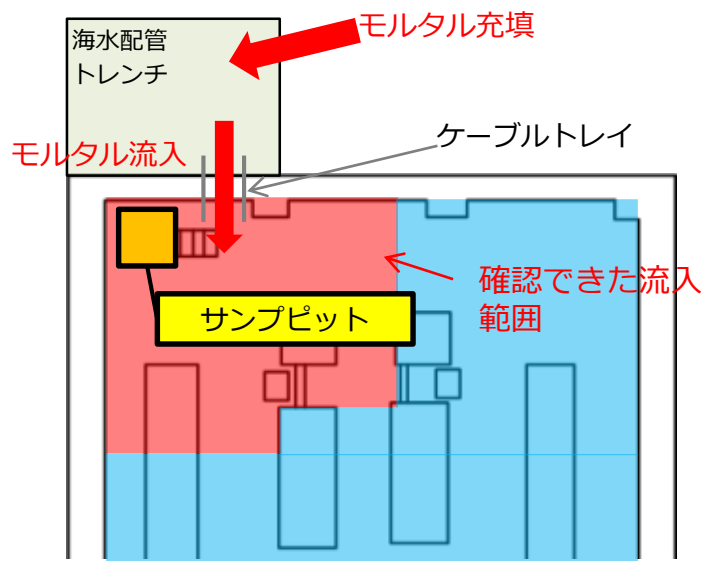 海水配管
トレンチ
モルタル充填
モルタル流入
ケーブルトレイ
確認できた流入
範囲
サンプピット